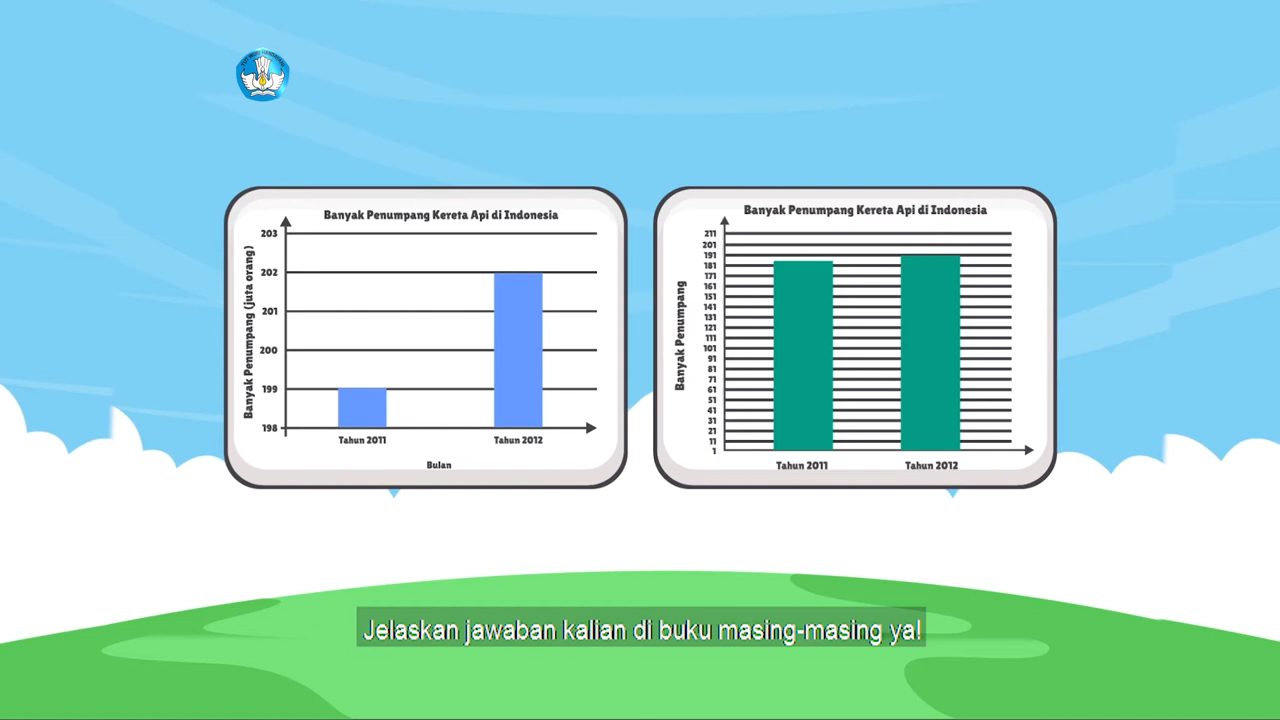 TUT WURI HANDAYANI
Banyak Penumpang Kereta Api di Indonesia
Banyak Penumpang (juta orang)
203
202
201
200
199
198
Tahun 2011
Tahun 2012
Bulan
Banyak Penumpang Kereta Api di Indonesia
Banyak Penumpang
211
201
191
181
171
161
151
141
131
121
111
101
91
81
71
61
51
41
31
21
11
1
Tahun 2011
Tahun 2012
Jelaskan jawaban kalian di buku masing-masing ya!